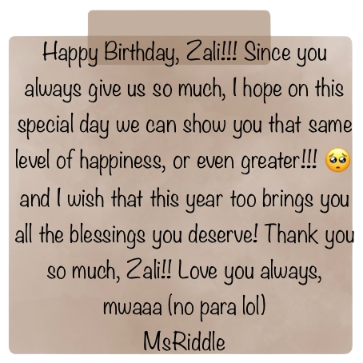 Happy Birthday, Zali!!! Since you
always give us so much, I hope on this
special day we can show you that same
level of happiness, or even greater!!! 🥺
and I wish that this year too brings you
all the blessings you deserve! Thank you
so much, Zali!! Love you always,
mwaaa (no para lol)
MsRiddle